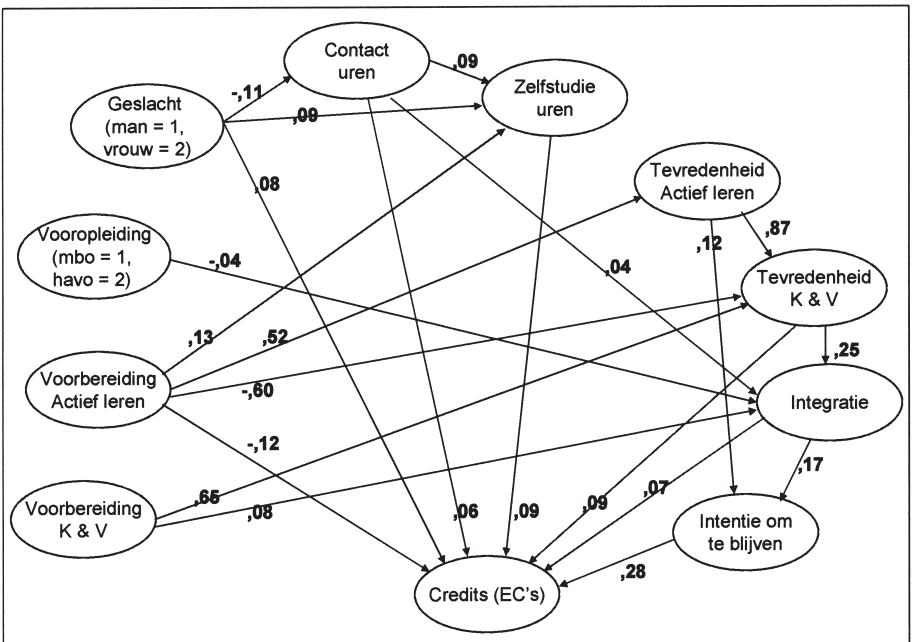 Contact
uren
,09
Zelfstudie
uren
-,11
Geslacht
(man = 1,
vrouw = 2)
,09
,08
Tevredenheid
Actief leren
,87
,12
Vooropleiding
(mbo = 1,
havo = 2)
-,04
,04
Tevredenheid
K & V
,13
,52
,25
Voorbereiding
Actief leren
-,60
Integratie
-,12
,17
,65
,08
Voorbereiding
K & V
,06
,09
,09
,07
Intentie om
te blijven
,28
Credits (EC's)